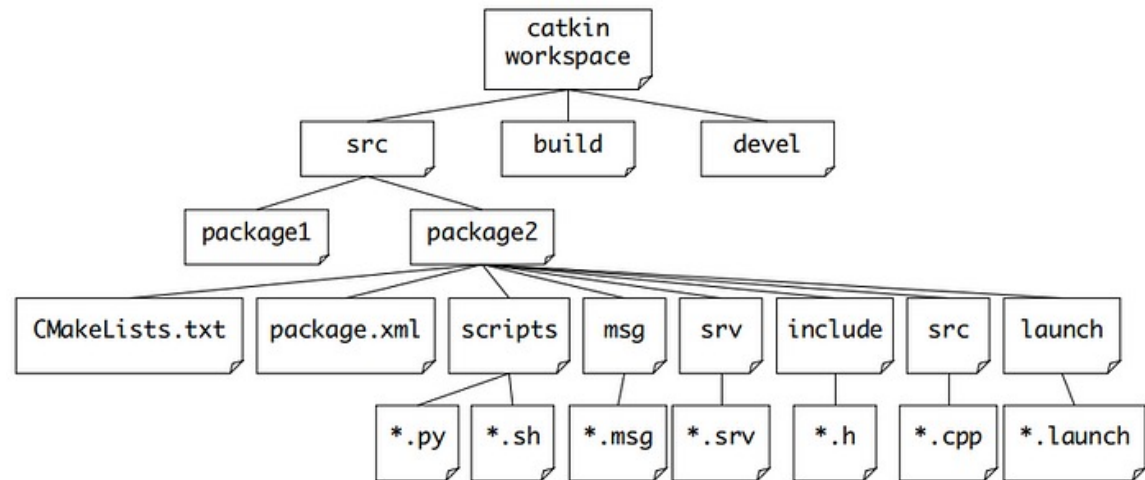 catkin
workspace
src
build
devel
package1
package2
CMakeLists.txt
package.xml
scripts
msg
srv
include
src
launch
*.py
*.sh
*.msg
*.srv
*.h
*.cpp
*.launch